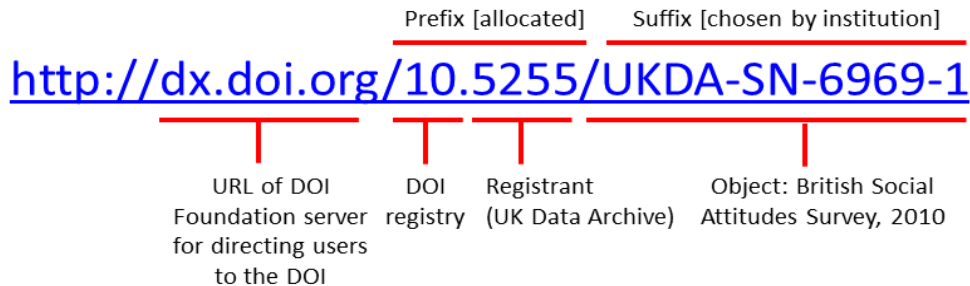 Prefix [allocated]
Suffix [chosen by institution]
http://dx.doi.org/10.5255/UKDA-SN-6969-1
URL of DOI
Foundation server
for directing users
to the DOI
DOI
registry
Registrant
(UK Data Archive)
Object: British Social
Attitudes Survey, 2010